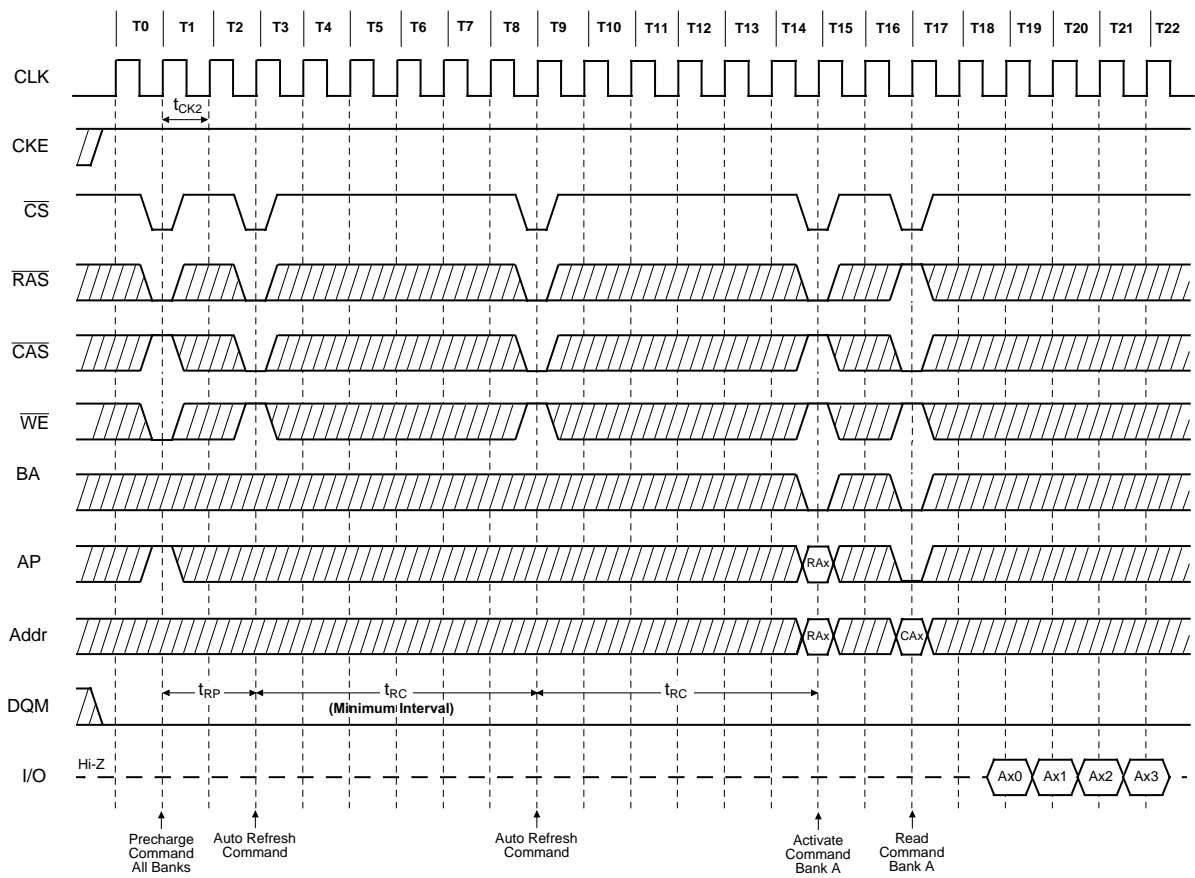 T0 T1 T2 T3 T4 T5 T6 T7 T8 T9 T10 T11 T12 T13 T14 T15 T16 T17 T18 T19 T20 T21 T22
CLK
tCK2
CKE
CS
RAS
CAS
WE
BA
AP RAx
Addr RAx CAx
tRP tRC tRC
DQM (Minimum Interval)
Hi-Z
I/O Ax0 Ax1 Ax2 Ax3
Precharge
Command
All Banks
Auto Refresh
Command
Auto Refresh
Command
Activate
Command
Bank A
Read
Command
Bank A